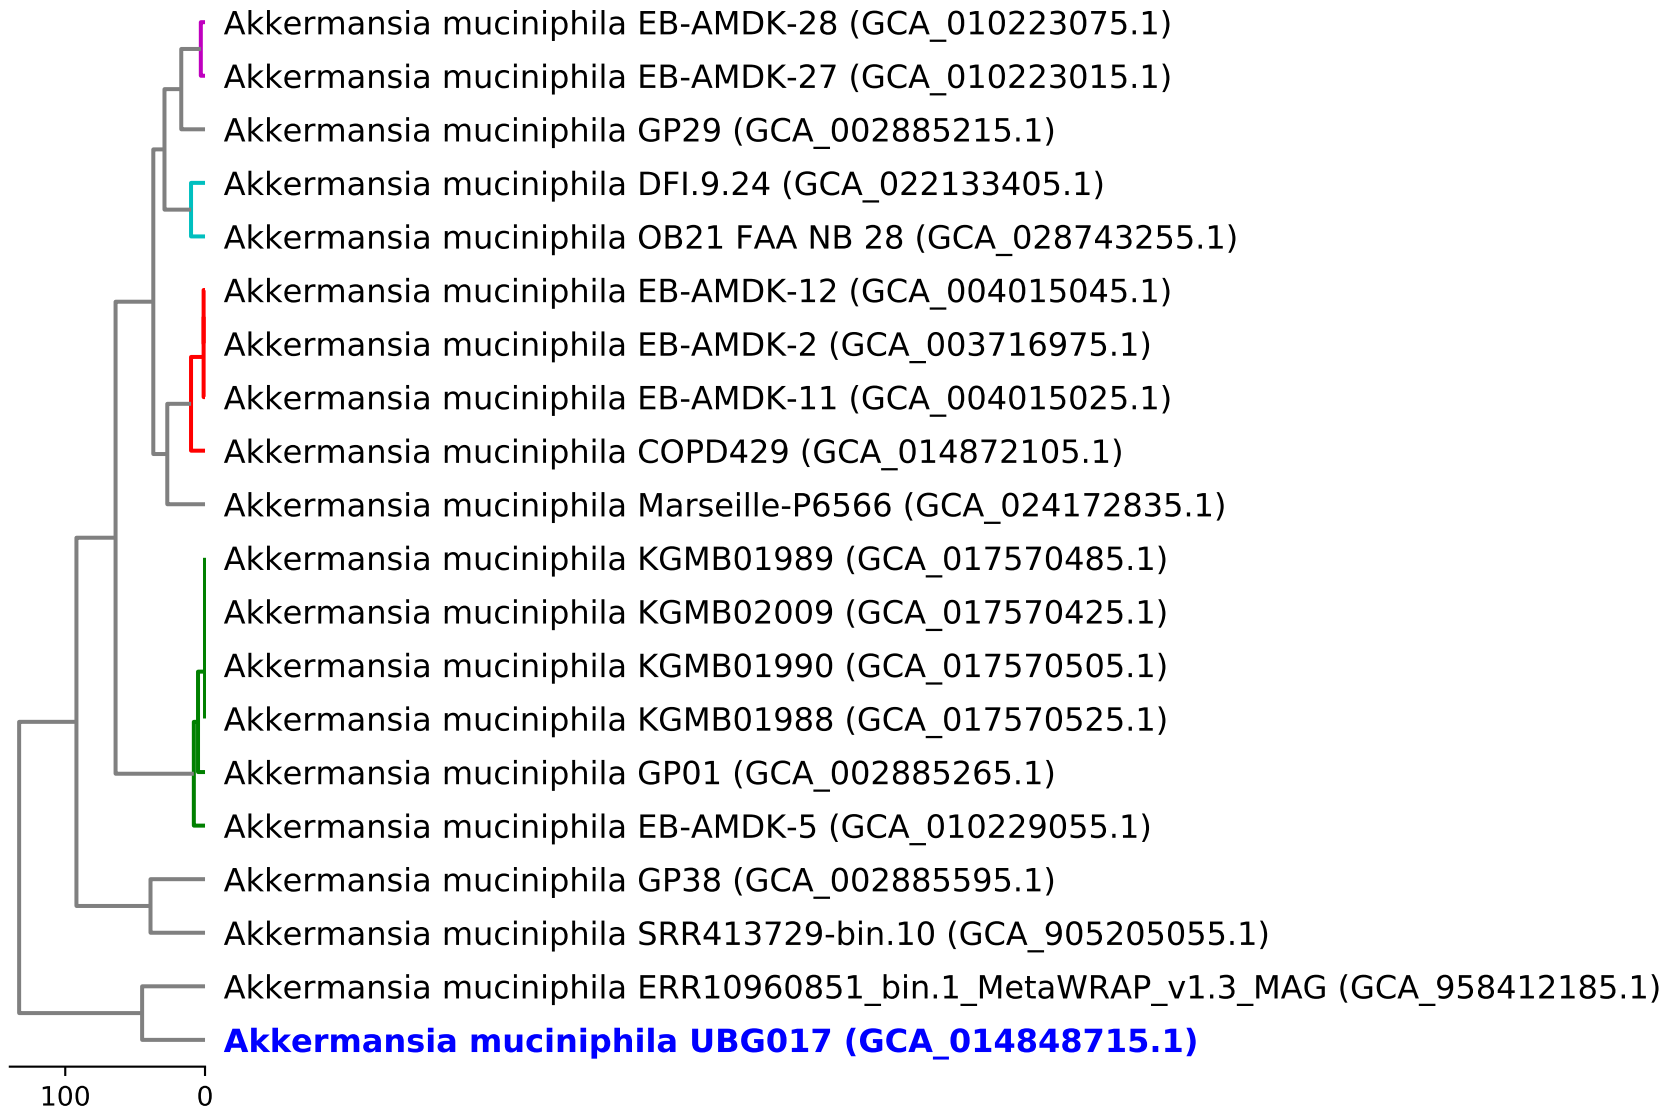 Akkermansia muciniphila EB-AMDK-28 (GCA_010223075.1)
Akkermansia muciniphila EB-AMDK-27 (GCA_010223015.1)
Akkermansia muciniphila GP29 (GCA_002885215.1)
Akkermansia muciniphila DFI.9.24 (GCA_022133405.1)
Akkermansia muciniphila OB21 FAA NB 28 (GCA_028743255.1)
Akkermansia muciniphila EB-AMDK-12 (GCA_004015045.1)
Akkermansia muciniphila EB-AMDK-2 (GCA_003716975.1)
Akkermansia muciniphila EB-AMDK-11 (GCA_004015025.1)
Akkermansia muciniphila COPD429 (GCA_014872105.1)
Akkermansia muciniphila Marseille-P6566 (GCA_024172835.1)
Akkermansia muciniphila KGMB01989 (GCA_017570485.1)
Akkermansia muciniphila KGMB02009 (GCA_017570425.1)
Akkermansia muciniphila KGMB01990 (GCA_017570505.1)
Akkermansia muciniphila KGMB01988 (GCA_017570525.1)
Akkermansia muciniphila GP01 (GCA_002885265.1)
Akkermansia muciniphila EB-AMDK-5 (GCA_010229055.1)
Akkermansia muciniphila GP38 (GCA_002885595.1)
Akkermansia muciniphila SRR413729-bin.10 (GCA_905205055.1)
Akkermansia muciniphila ERR10960851_bin.1_MetaWRAP_v1.3_MAG (GCA_958412185.1)
Akkermansia muciniphila UBG017 (GCA_014848715.1)
100 0